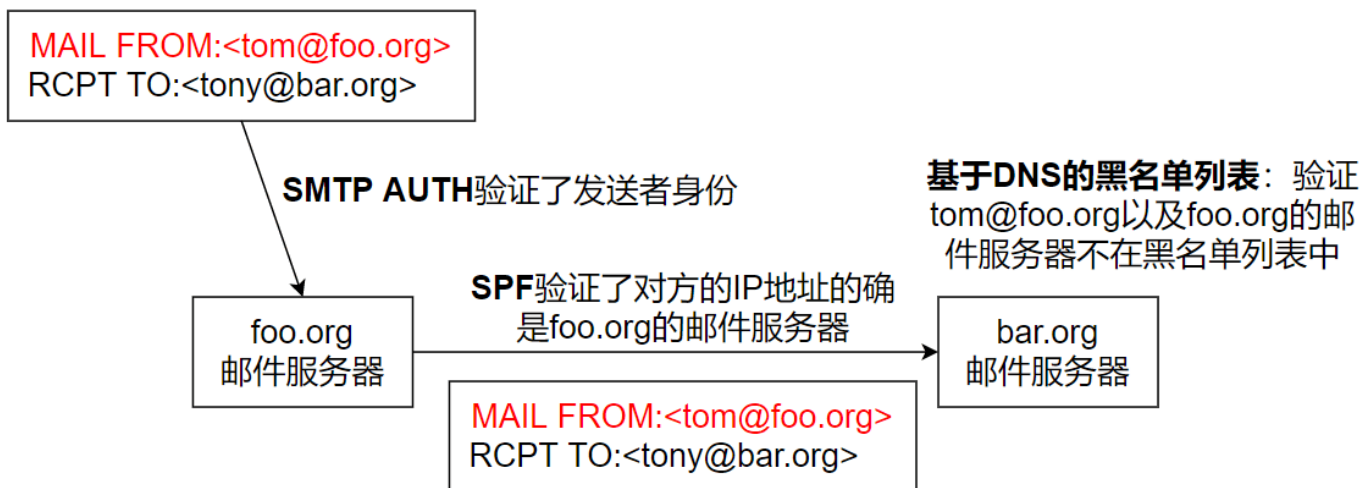 MAIL FROM:<tom@foo.org>
RCPT TO:<tony@bar.org>
SMTP AUTH验证了发送者身份
基于DNS的黑名单列表：验证
tom@foo.org以及foo.org的邮
件服务器不在黑名单列表中
SPF验证了对方的IP地址的确
是foo.org的邮件服务器
foo.org
邮件服务器
bar.org
邮件服务器
MAIL FROM:<tom@foo.org>
RCPT TO:<tony@bar.org>